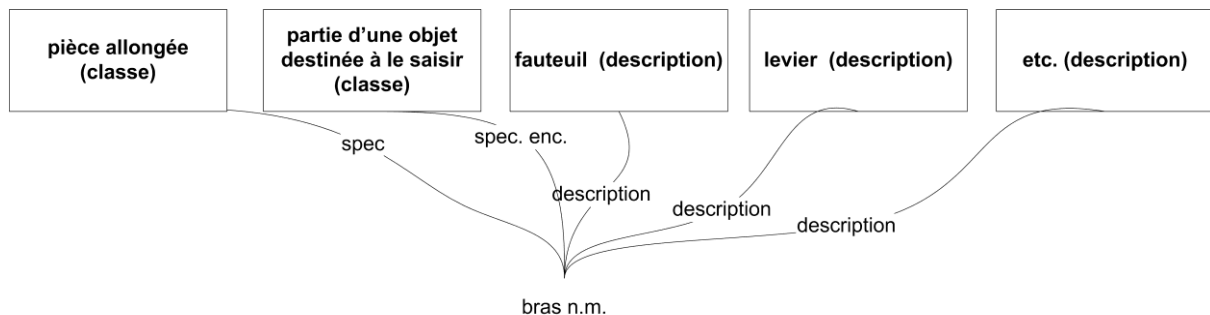 pièce allongée
(classe)
partie d'une objet
destinée à le saisir
(classe)
fauteuil (description)
levier (description)
etc. (description)
spec
spec. enc.
description
description
description
bras n.m.